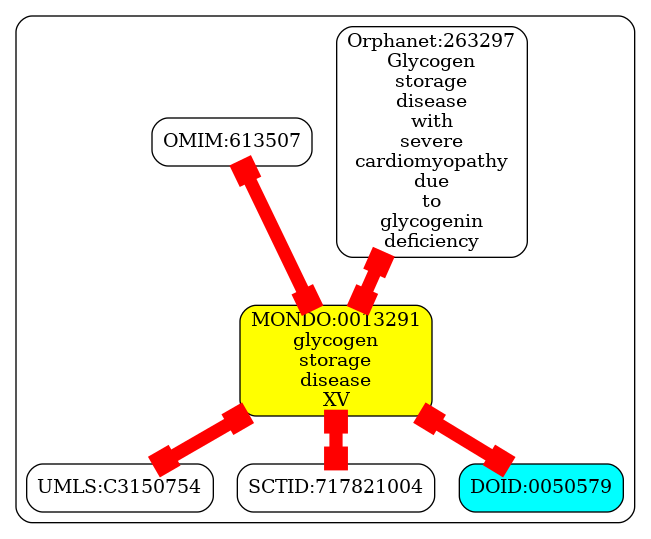 Orphanet:263297
Glycogen
storage
disease
with
severe
cardiomyopathy
due
to
glycogenin
deficiency
OMIM:613507
MONDO:0013291
glycogen
storage
disease
XV
UMLS:C3150754
SCTID:717821004
DOID:0050579